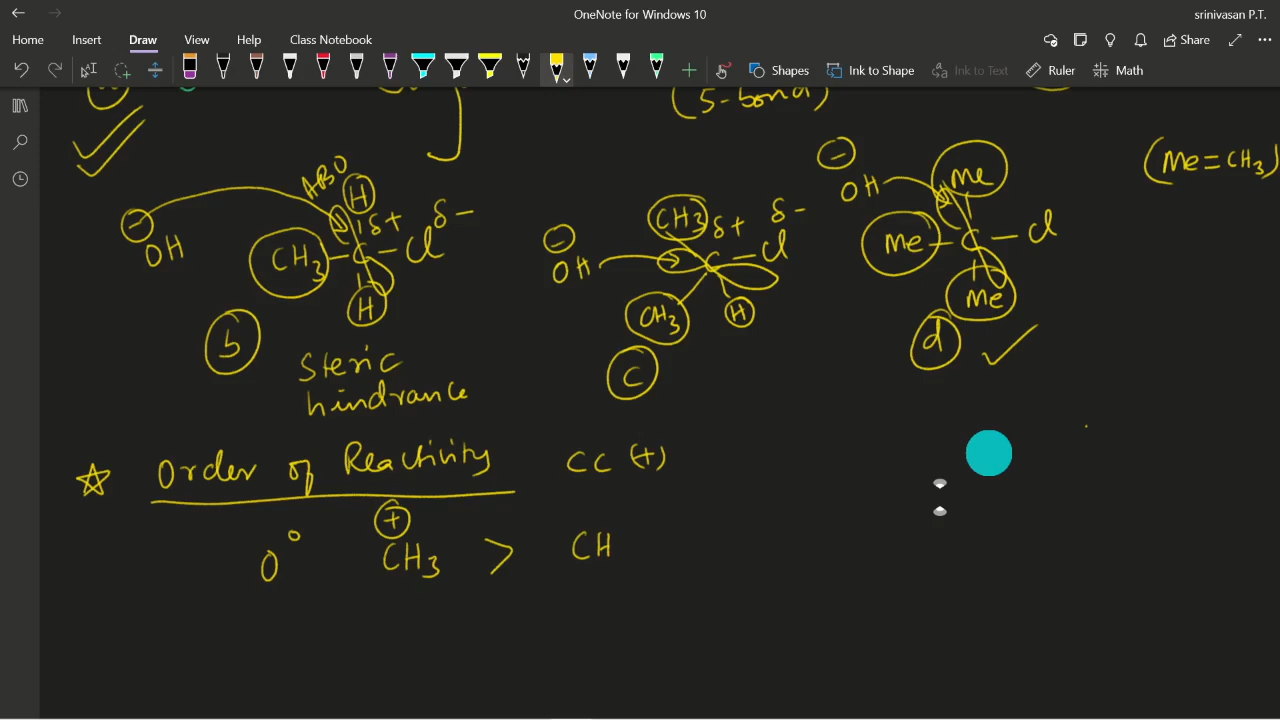 OneNote for Windows 10
srinivasan P.T.
Home Insert Draw View Help Class Notebook
Share
Shapes Ink to Shape Ink to Text Ruler Math
(5-bond)
(Me=CH3)
ABO
H
δ+ δ-
OH
CH3-C-Cl
H
b
OH
CH3
δ+ δ-
C-Cl
CH3 H
C
OH
Me
Me-C-Cl
Me
d
Steric
hindrance
Order of Reactivity CC (+)
0° CH3 + > CH